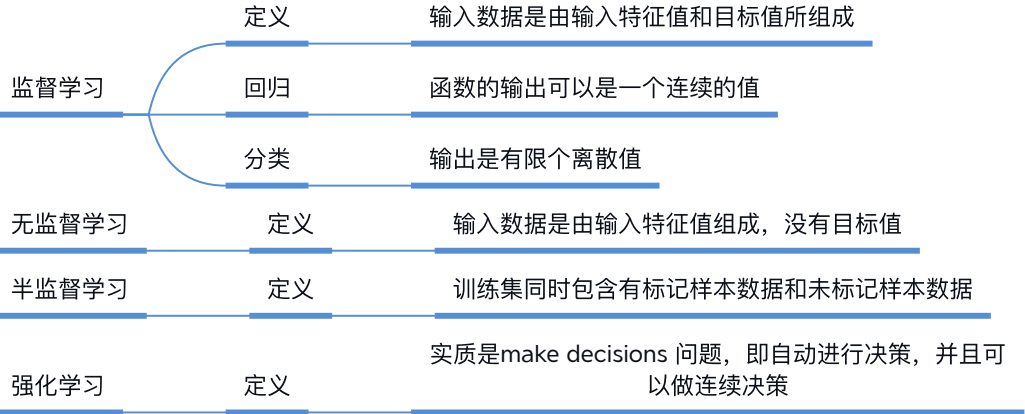 定义 输入数据是由输入特征值和目标值所组成
监督学习 回归 函数的输出可以是一个连续的值
分类 输出是有限个离散值
无监督学习 定义 输入数据是由输入特征值组成，没有目标值
半监督学习 定义 训练集同时包含有标记样本数据和未标记样本数据
强化学习 定义 实质是make decisions 问题，即自动进行决策，并且可
以做连续决策